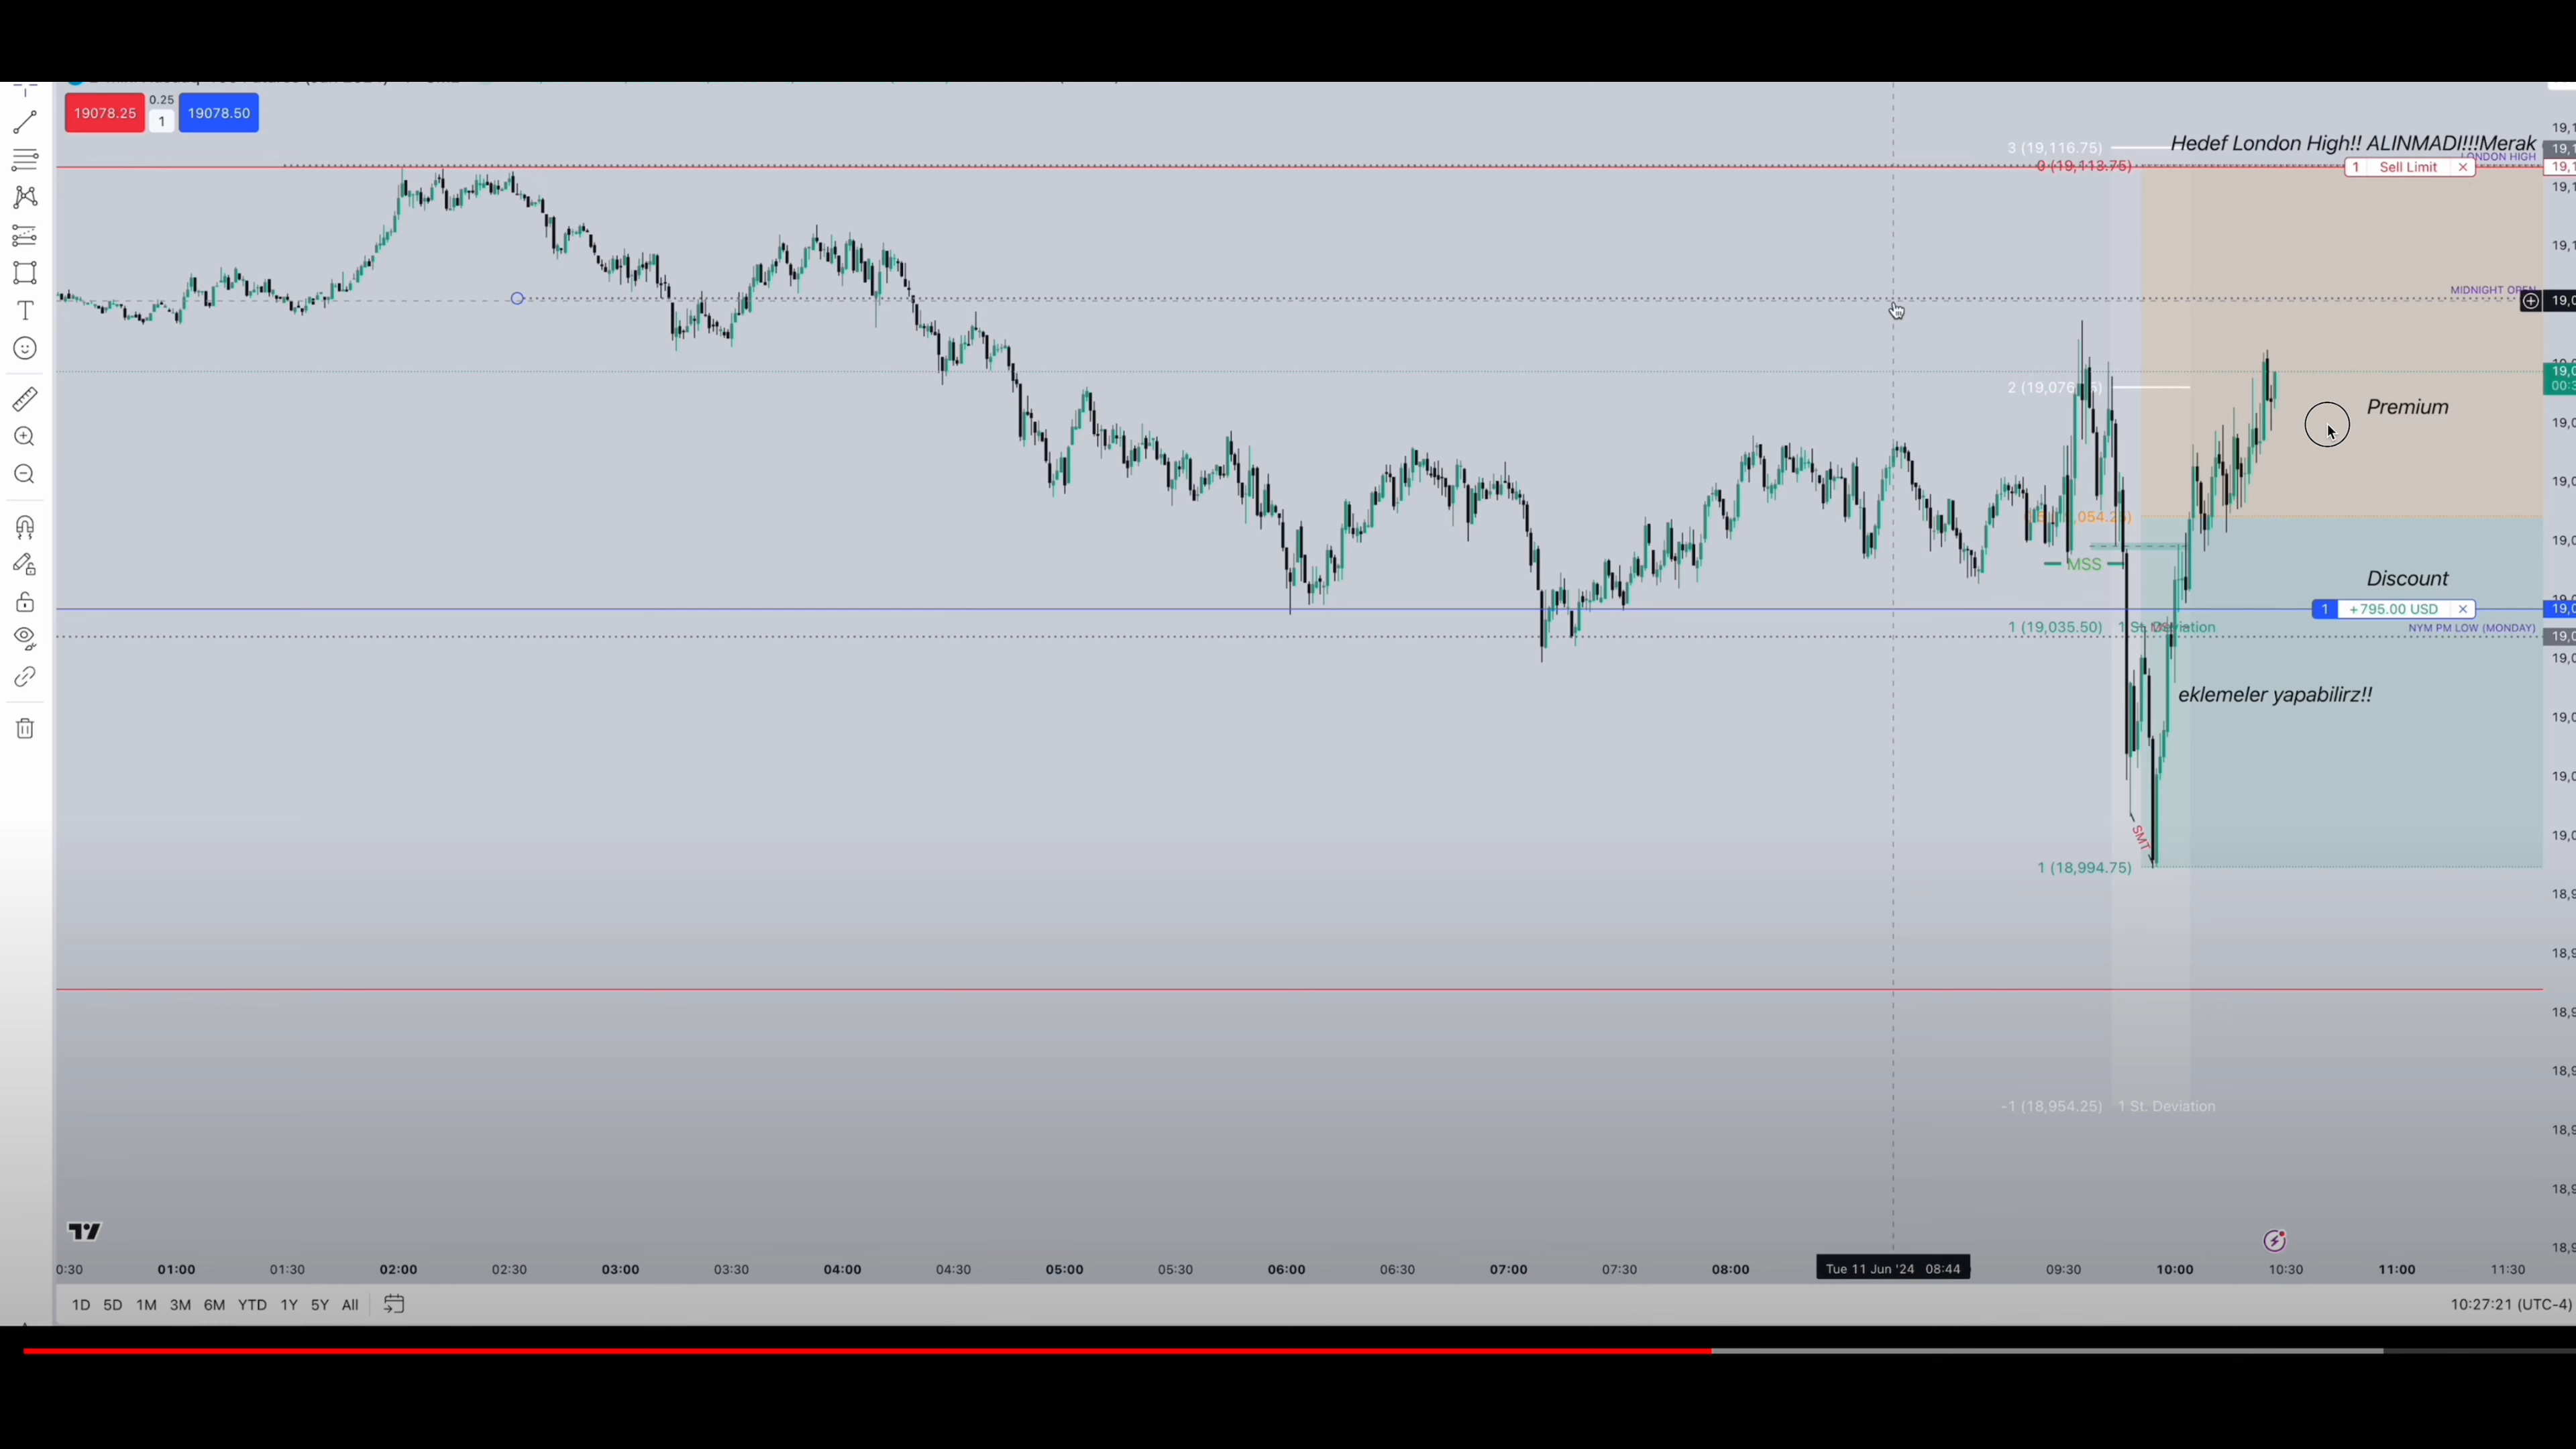 19078.25
0.25
1
19078.50
3 (19,116.75)
Hedef London High!! ALINMADI!!!Merak
LONDON HIGH
0 (19,113.75)
1 Sell Limit ×
MIDNIGHT OPEN
Premium
MSS
Discount
1 +795.00 USD ×
1 (19,035.50)
NYM PM LOW (MONDAY)
eklemeler yapabilirz!!
SMT
1 (18,994.75)
-1 (18,954.25) 1 St. Deviation
0:30 01:00 01:30 02:00 02:30 03:00 03:30 04:00 04:30 05:00 05:30 06:00 06:30 07:00 07:30 08:00 Tue 11 Jun '24 08:44 09:30 10:00 10:30 11:00 11:30
1D 5D 1M 3M 6M YTD 1Y 5Y All
10:27:21 (UTC-4)